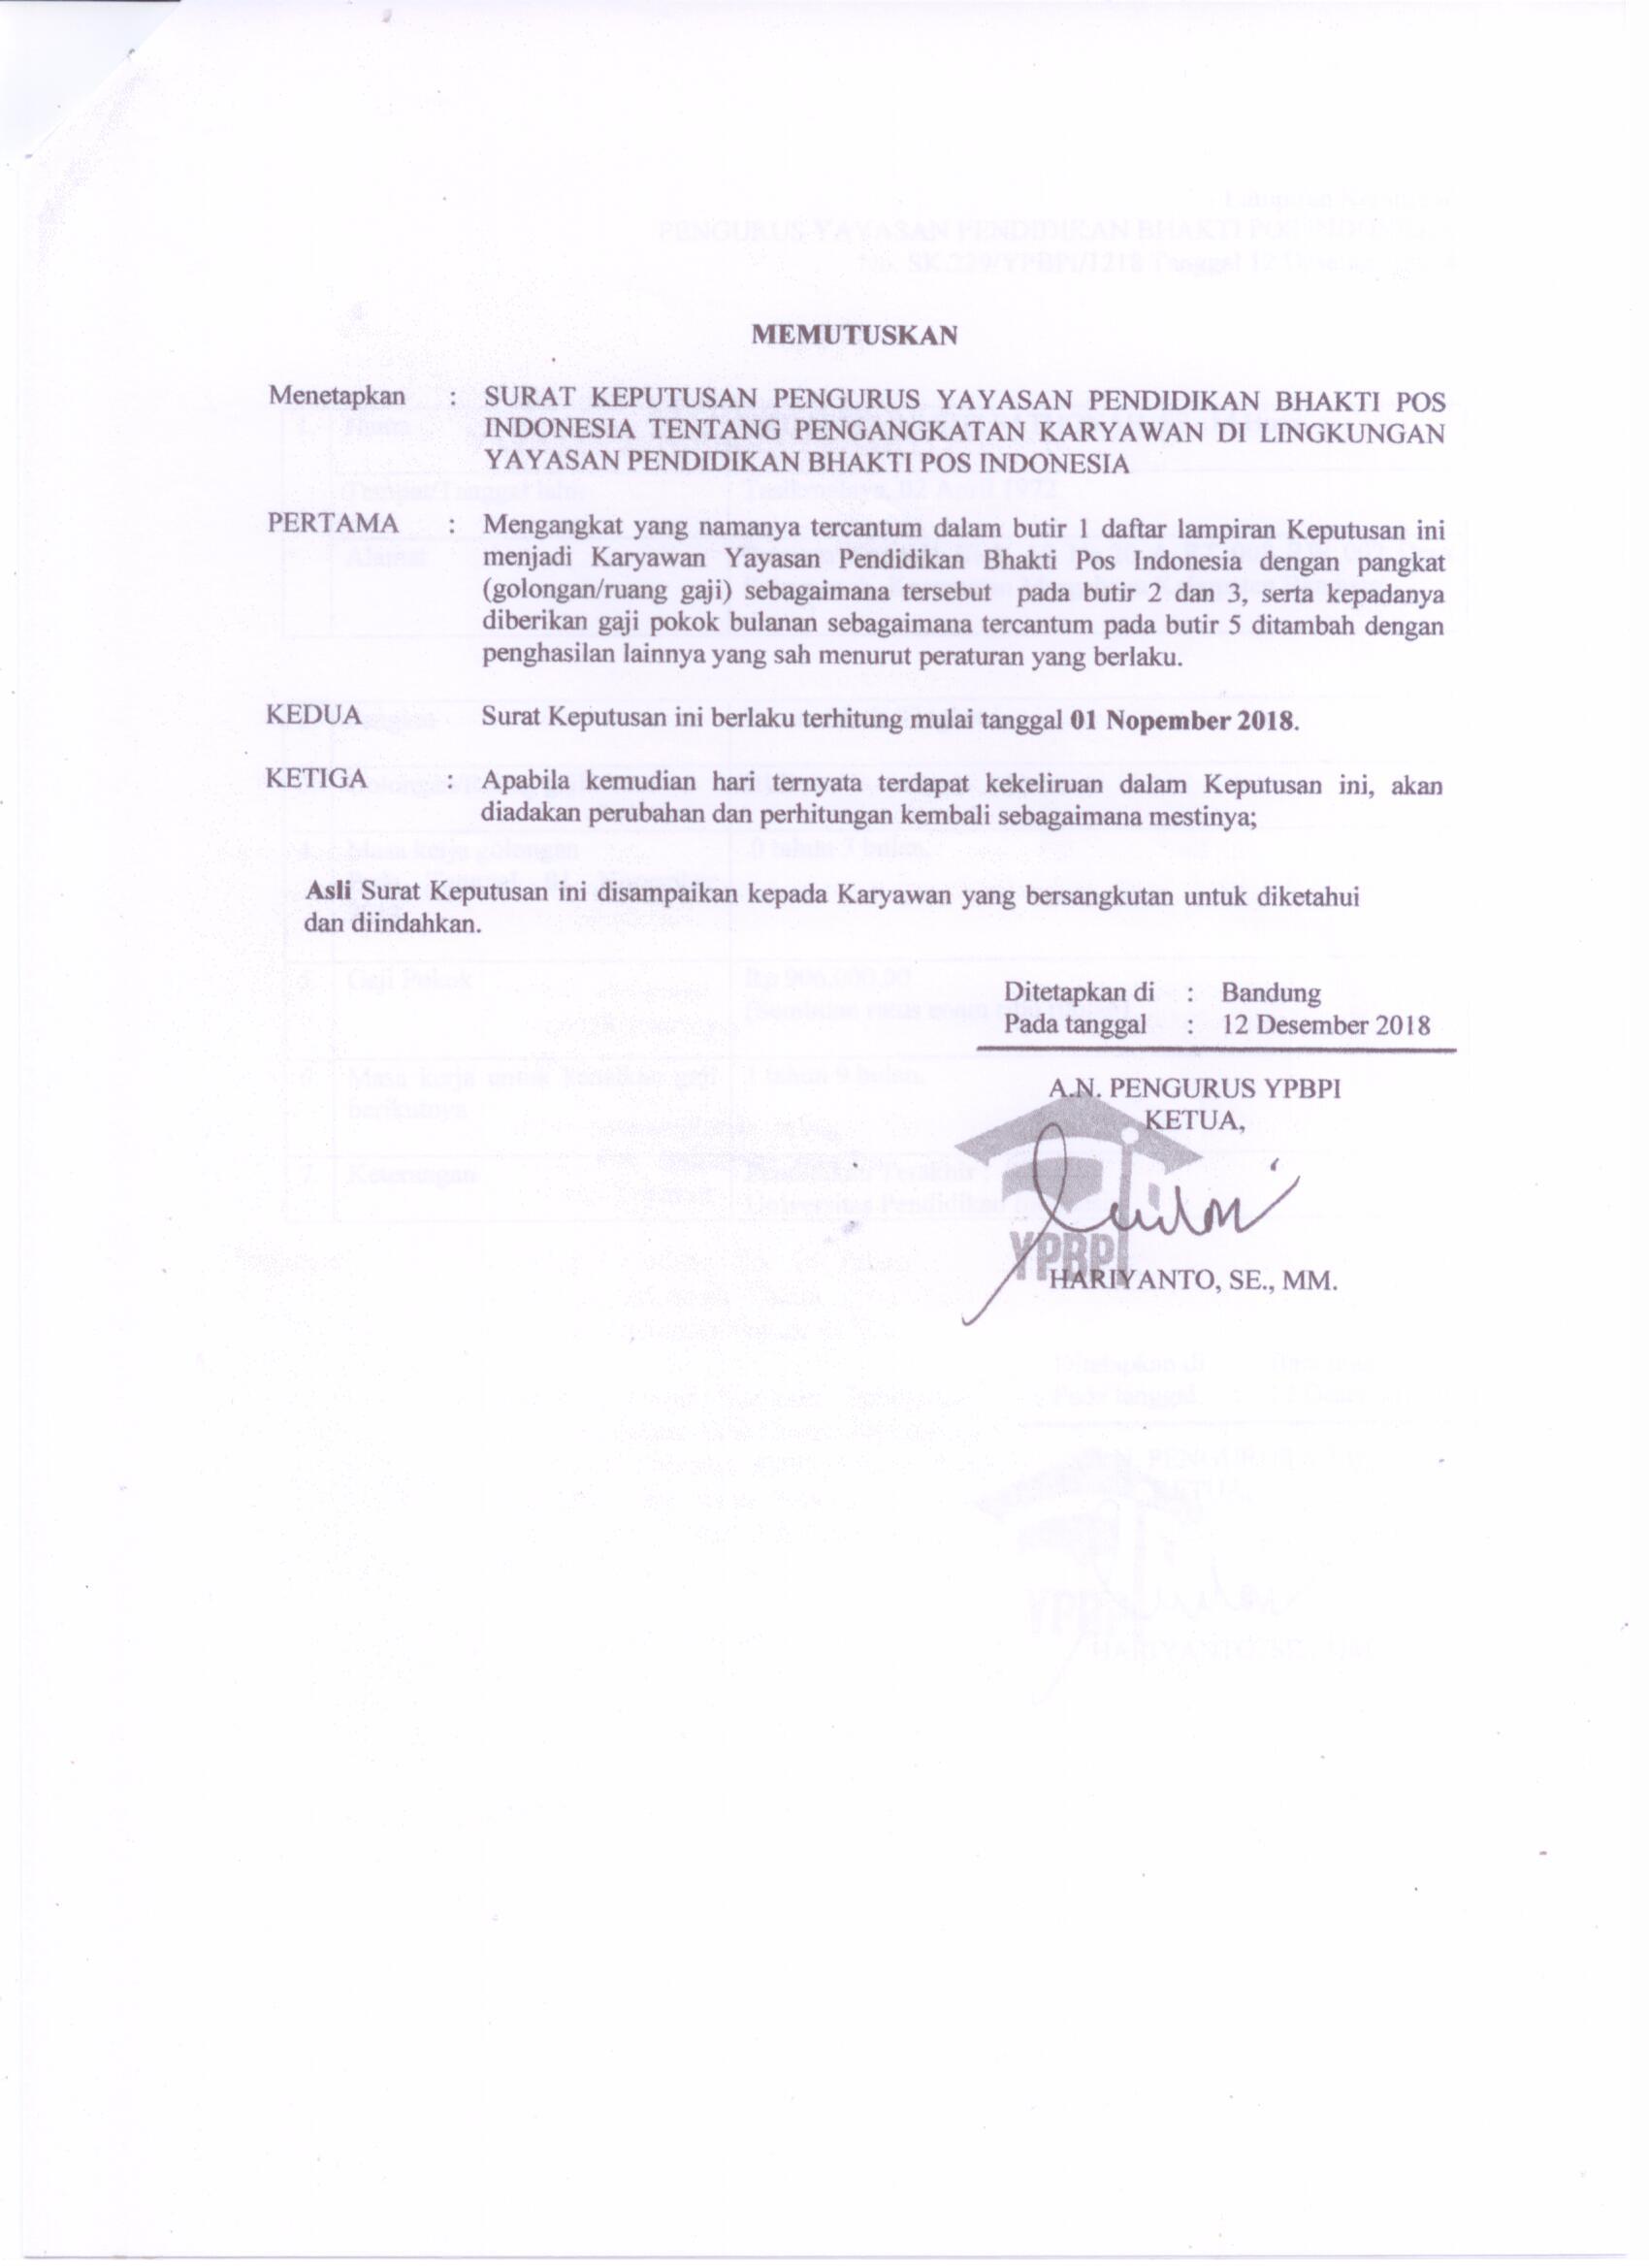 MEMUTUSKAN
Menetapkan : SURAT KEPUTUSAN PENGURUS YAYASAN PENDIDIKAN BHAKTI POS
INDONESIA TENTANG PENGANGKATAN KARYAWAN DI LINGKUNGAN
YAYASAN PENDIDIKAN BHAKTI POS INDONESIA
PERTAMA : Mengangkat yang namanya tercantum dalam butir 1 daftar lampiran Keputusan ini
menjadi Karyawan Yayasan Pendidikan Bhakti Pos Indonesia dengan pangkat
(golongan/ruang gaji) sebagaimana tersebut pada butir 2 dan 3, serta kepadanya
diberikan gaji pokok bulanan sebagaimana tercantum pada butir 5 ditambah dengan
penghasilan lainnya yang sah menurut peraturan yang berlaku.
KEDUA Surat Keputusan ini berlaku terhitung mulai tanggal 01 Nopember 2018.
KETIGA : Apabila kemudian hari ternyata terdapat kekeliruan dalam Keputusan ini, akan
diadakan perubahan dan perhitungan kembali sebagaimana mestinya;
Asli Surat Keputusan ini disampaikan kepada Karyawan yang bersangkutan untuk diketahui
dan diindahkan.
Ditetapkan di : Bandung
Pada tanggal : 12 Desember 2018
A.N. PENGURUS YPBPI
KETUA,
YPBPI
HARIYANTO, SE., MM.